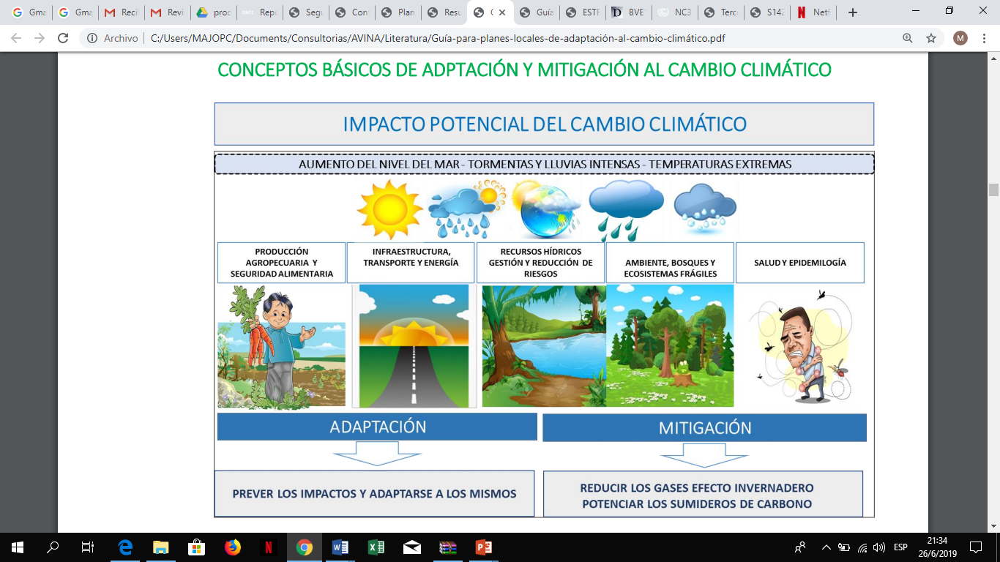 Gma
Gma
Reci
Revi
proc
Repo
Segu
Con
Plan
Resu
C
Guía
ESTF
BVE
NC3
Terc
S142
Netf
Archivo
C:/Users/MAJOPC/Documents/Consultorias/AVINA/Literatura/Guía-para-planes-locales-de-adaptación-al-cambio-climático.pdf
M
CONCEPTOS BÁSICOS DE ADPTACIÓN Y MITIGACIÓN AL CAMBIO CLIMÁTICO
IMPACTO POTENCIAL DEL CAMBIO CLIMÁTICO
AUMENTO DEL NIVEL DEL MAR - TORMENTAS Y LLUVIAS INTENSAS - TEMPERATURAS EXTREMAS
PRODUCCIÓN
AGROPECUARIA Y
SEGURIDAD ALIMENTARIA
INFRAESTRUCTURA,
TRANSPORTE Y ENERGÍA
RECURSOS HÍDRICOS
GESTIÓN Y REDUCCIÓN DE
RIESGOS
AMBIENTE, BOSQUES Y
ECOSISTEMAS FRÁGILES
SALUD Y EPIDEMILOGÍA
ADAPTACIÓN
MITIGACIÓN
PREVER LOS IMPACTOS Y ADAPTARSE A LOS MISMOS
REDUCIR LOS GASES EFECTO INVERNADERO
POTENCIAR LOS SUMIDEROS DE CARBONO
ESP
21:34
26/6/2019